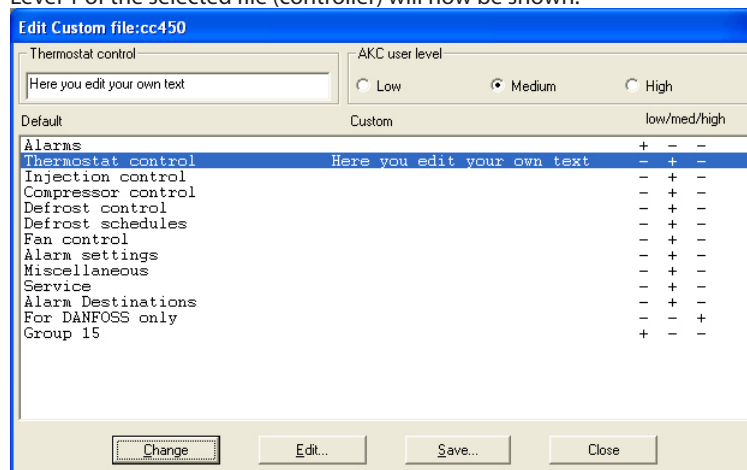 Level 1 of the selected file (controller) will now be shown.
Edit Custom file:cc450
Thermostat control
AKC user level
Here you edit your own text
Low Medium High
Default Custom low/med/high
Alarms + - -
Thermostat control Here you edit your own text - + -
Injection control - + -
Compressor control - + -
Defrost control - + -
Defrost schedules - + -
Fan control - + -
Alarm settings - + -
Miscellaneous - + -
Service - + -
Alarm Destinations - + -
For DANFOSS only - - +
Group 15 + - -
Change Edit... Save... Close